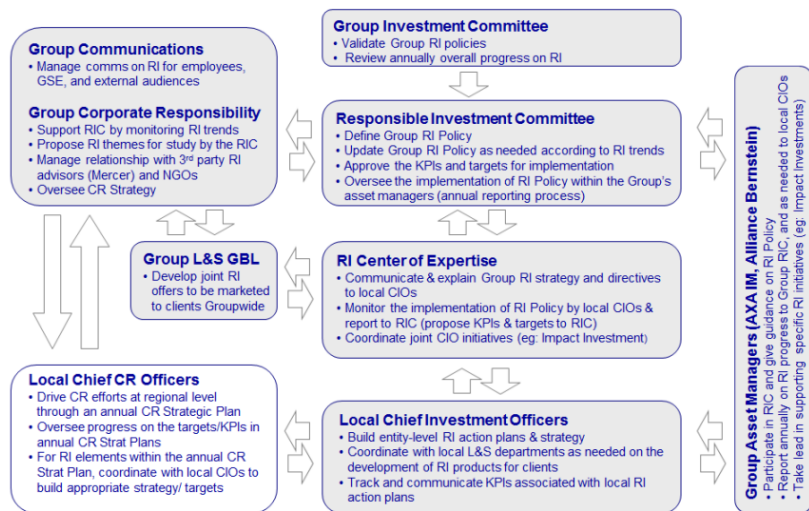 Group Investment Committee
• Validate Group RI policies
• Review annually overall progress on RI
Group Communications
• Manage comms on RI for employees,
GSE, and external audiences
Group Corporate Responsibility
• Support RIC by monitoring RI trends
• Propose RI themes for study by the RIC
• Manage relationship with 3rd party RI
advisors (Mercer) and NGOs
• Oversee CR Strategy
Responsible Investment Committee
• Define Group RI Policy
• Update Group RI Policy as needed according to RI trends
• Approve the KPIs and targets for implementation
• Oversee the implementation of RI Policy within the Group's
asset managers (annual reporting process)
Group L&S GBL
• Develop joint RI
offers to be marketed
to clients Groupwide
RI Center of Expertise
• Communicate & explain Group RI strategy and directives
to local CIOs
• Monitor the implementation of RI Policy by local CIOs &
report to RIC (propose KPIs & targets to RIC)
• Coordinate joint CIO initiatives (eg: Impact Investment)
Local Chief CR Officers
• Drive CR efforts at regional level
through an annual CR Strategic Plan
• Oversee progress on the targets/KPIs in
annual CR Strat Plans
• For RI elements within the annual CR
Strat Plan, coordinate with local CIOs to
build appropriate strategy/ targets
Local Chief Investment Officers
• Build entity-level RI action plans & strategy
• Coordinate with local L&S departments as needed on the
development of RI products for clients
• Track and communicate KPIs associated with local RI
action plans
Group Asset Managers (AXA IM, Alliance Bernstein)
• Participate in RIC and give guidance on RI Policy
• Report annually on RI progress to Group RIC, and as needed to local CIOs
• Take lead in supporting specific RI initiatives (eg: Impact Investments)